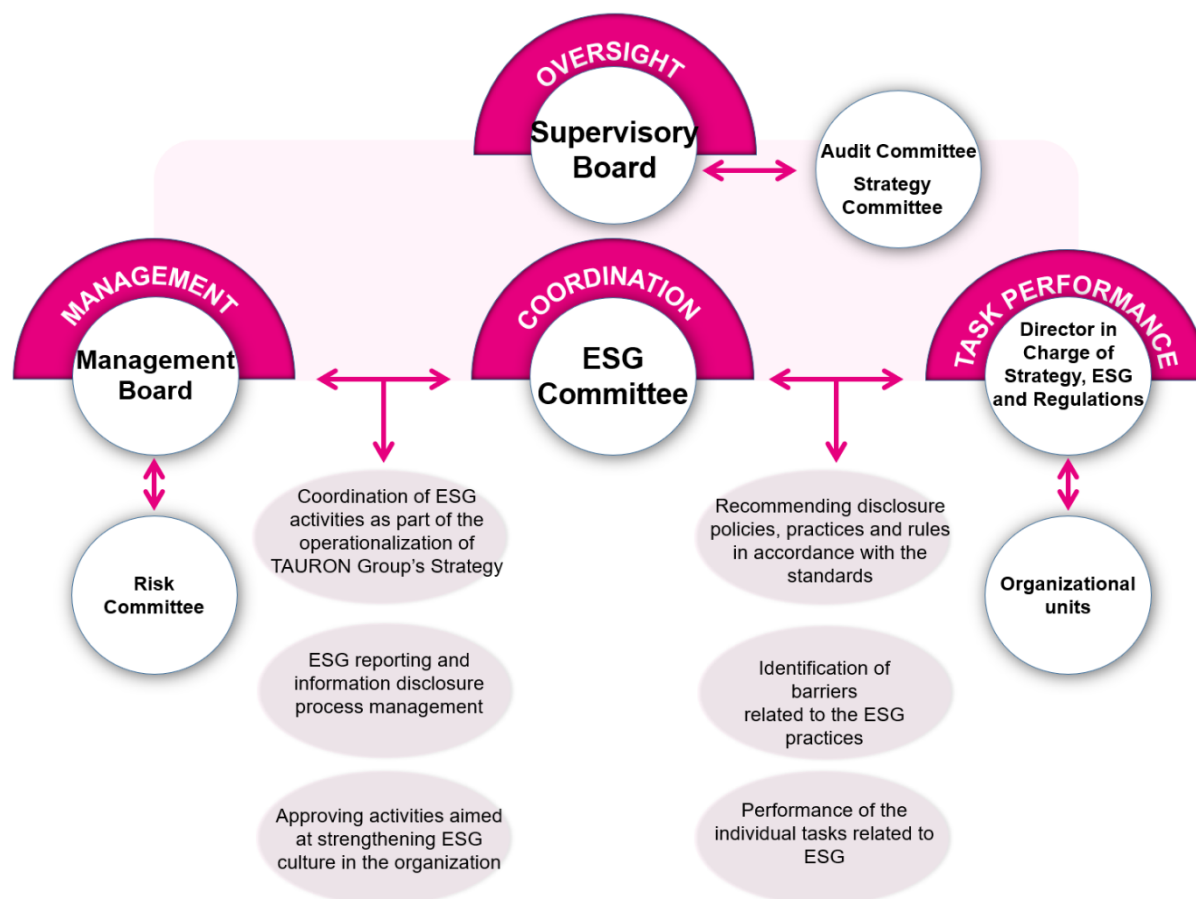 OVERSIGHT
Supervisory
Board
Audit Committee
Strategy
Committee
MANAGEMENT
Management
Board
COORDINATION
ESG
Committee
TASK PERFORMANCE
Director in
Charge of
Strategy, ESG
and Regulations
Risk
Committee
Coordination of ESG
activities as part of the
operationalization of
TAURON Group's Strategy
Recommending disclosure
policies, practices and rules
in accordance with the
standards
Organizational
units
ESG reporting and
information disclosure
process management
Identification of
barriers
related to the ESG
practices
Approving activities aimed
at strengthening ESG
culture in the organization
Performance of the
individual tasks related to
ESG